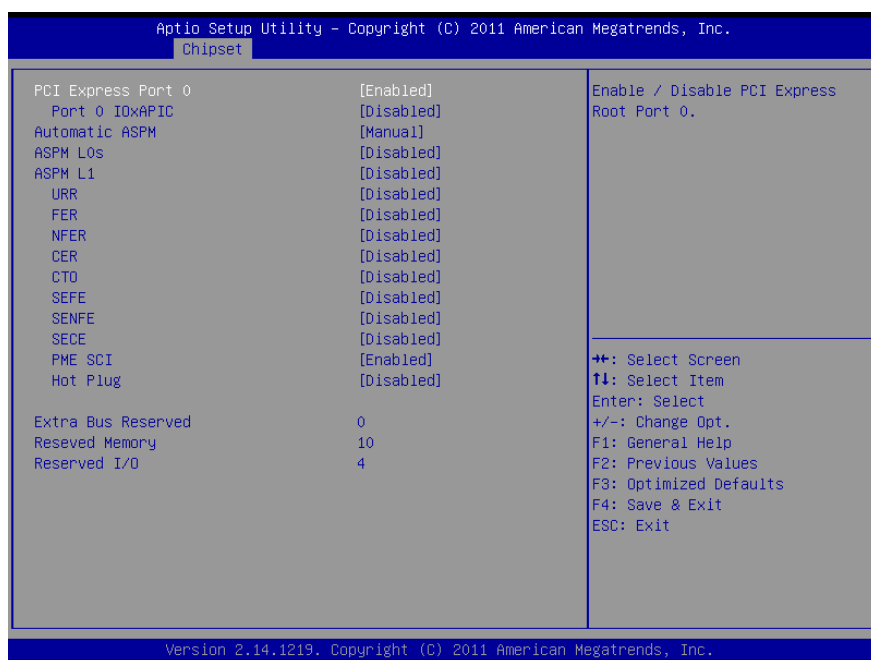 Aptio Setup Utility – Copyright (C) 2011 American Megatrends, Inc.
Chipset
PCI Express Port 0 [Enabled]
Port 0 IOxAPIC [Disabled]
Automatic ASPM [Manual]
ASPM L0s [Disabled]
ASPM L1 [Disabled]
URR [Disabled]
FER [Disabled]
NFER [Disabled]
CER [Disabled]
CTO [Disabled]
SEFE [Disabled]
SENFE [Disabled]
SECE [Disabled]
PME SCI [Enabled]
Hot Plug [Disabled]
Extra Bus Reserved 0
Reseved Memory 10
Reserved I/O 4
Enable / Disable PCI Express
Root Port 0.
→←: Select Screen
↑↓: Select Item
Enter: Select
+/-: Change Opt.
F1: General Help
F2: Previous Values
F3: Optimized Defaults
F4: Save & Exit
ESC: Exit
Version 2.14.1219. Copyright (C) 2011 American Megatrends, Inc.